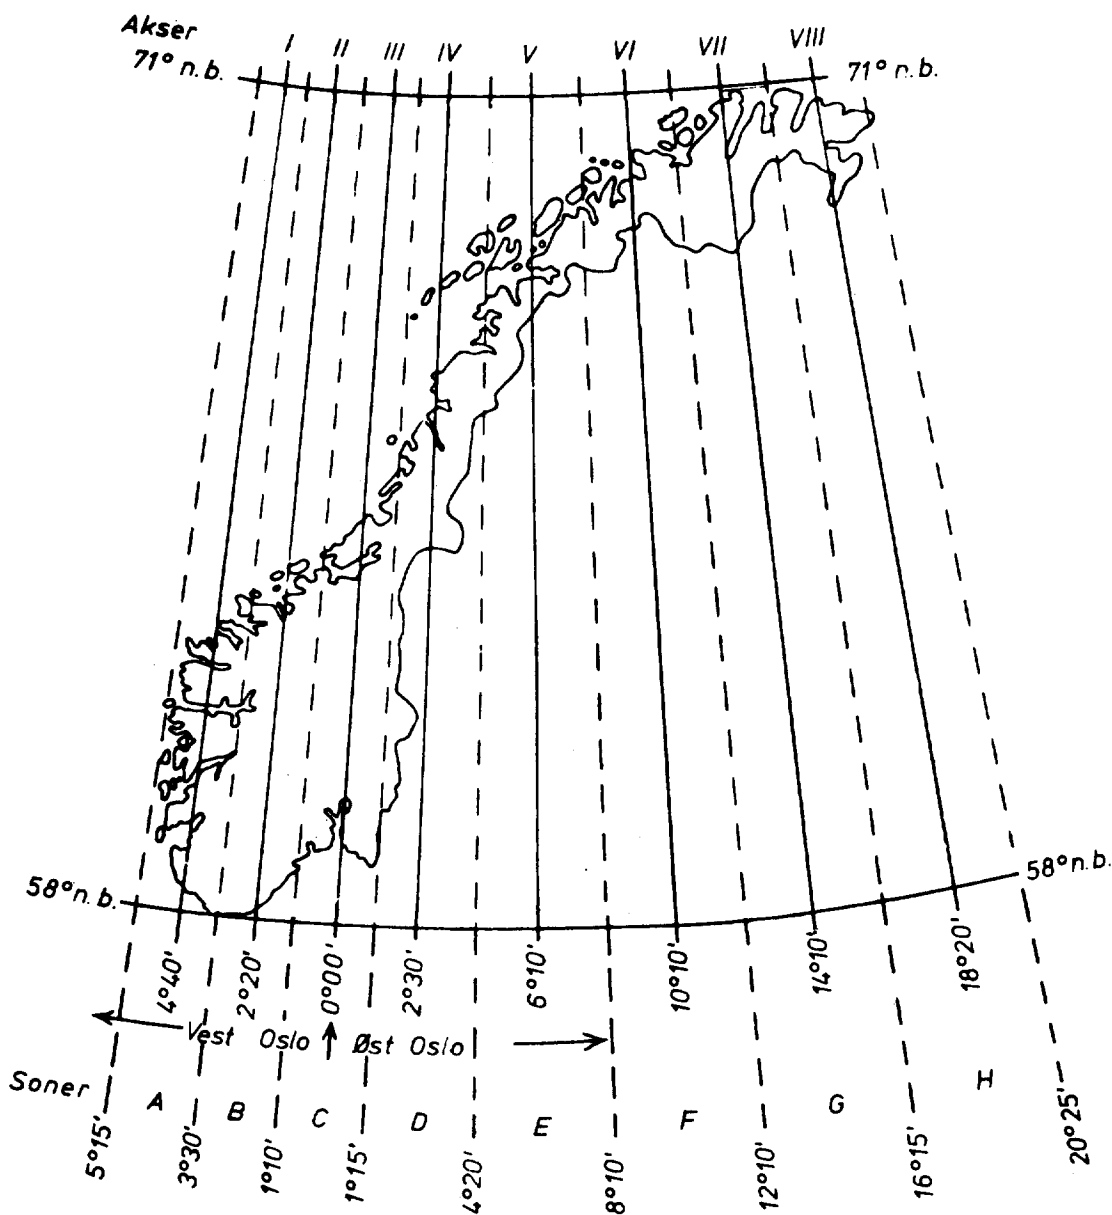 Akser
I II III IV V VI VII VIII
71° n.b. 71° n.b.
58° n.b. 58° n.b.
4°40' 2°20' 0°00' 2°30' 6°10' 10°10' 14°10' 18°20'
Vest Oslo Øst Oslo
Soner A B C D E F G H
5°15' 3°30' 1°10' 1°15' 4°20' 8°10' 12°10' 16°15' 20°25'